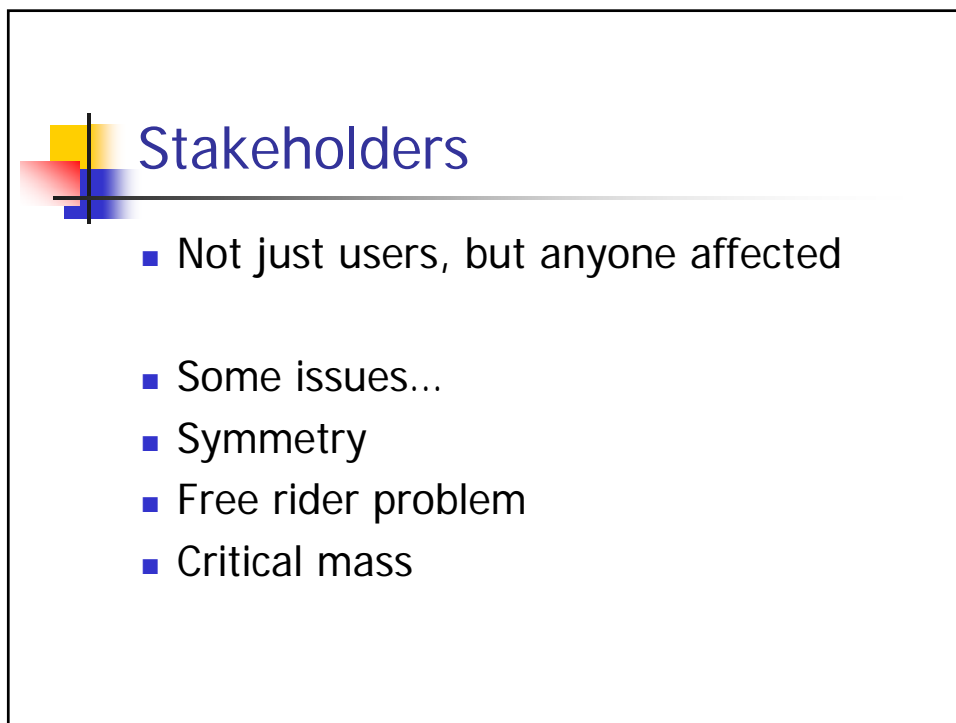 Stakeholders
Not just users, but anyone affected
Some issues...
Symmetry
Free rider problem
Critical mass